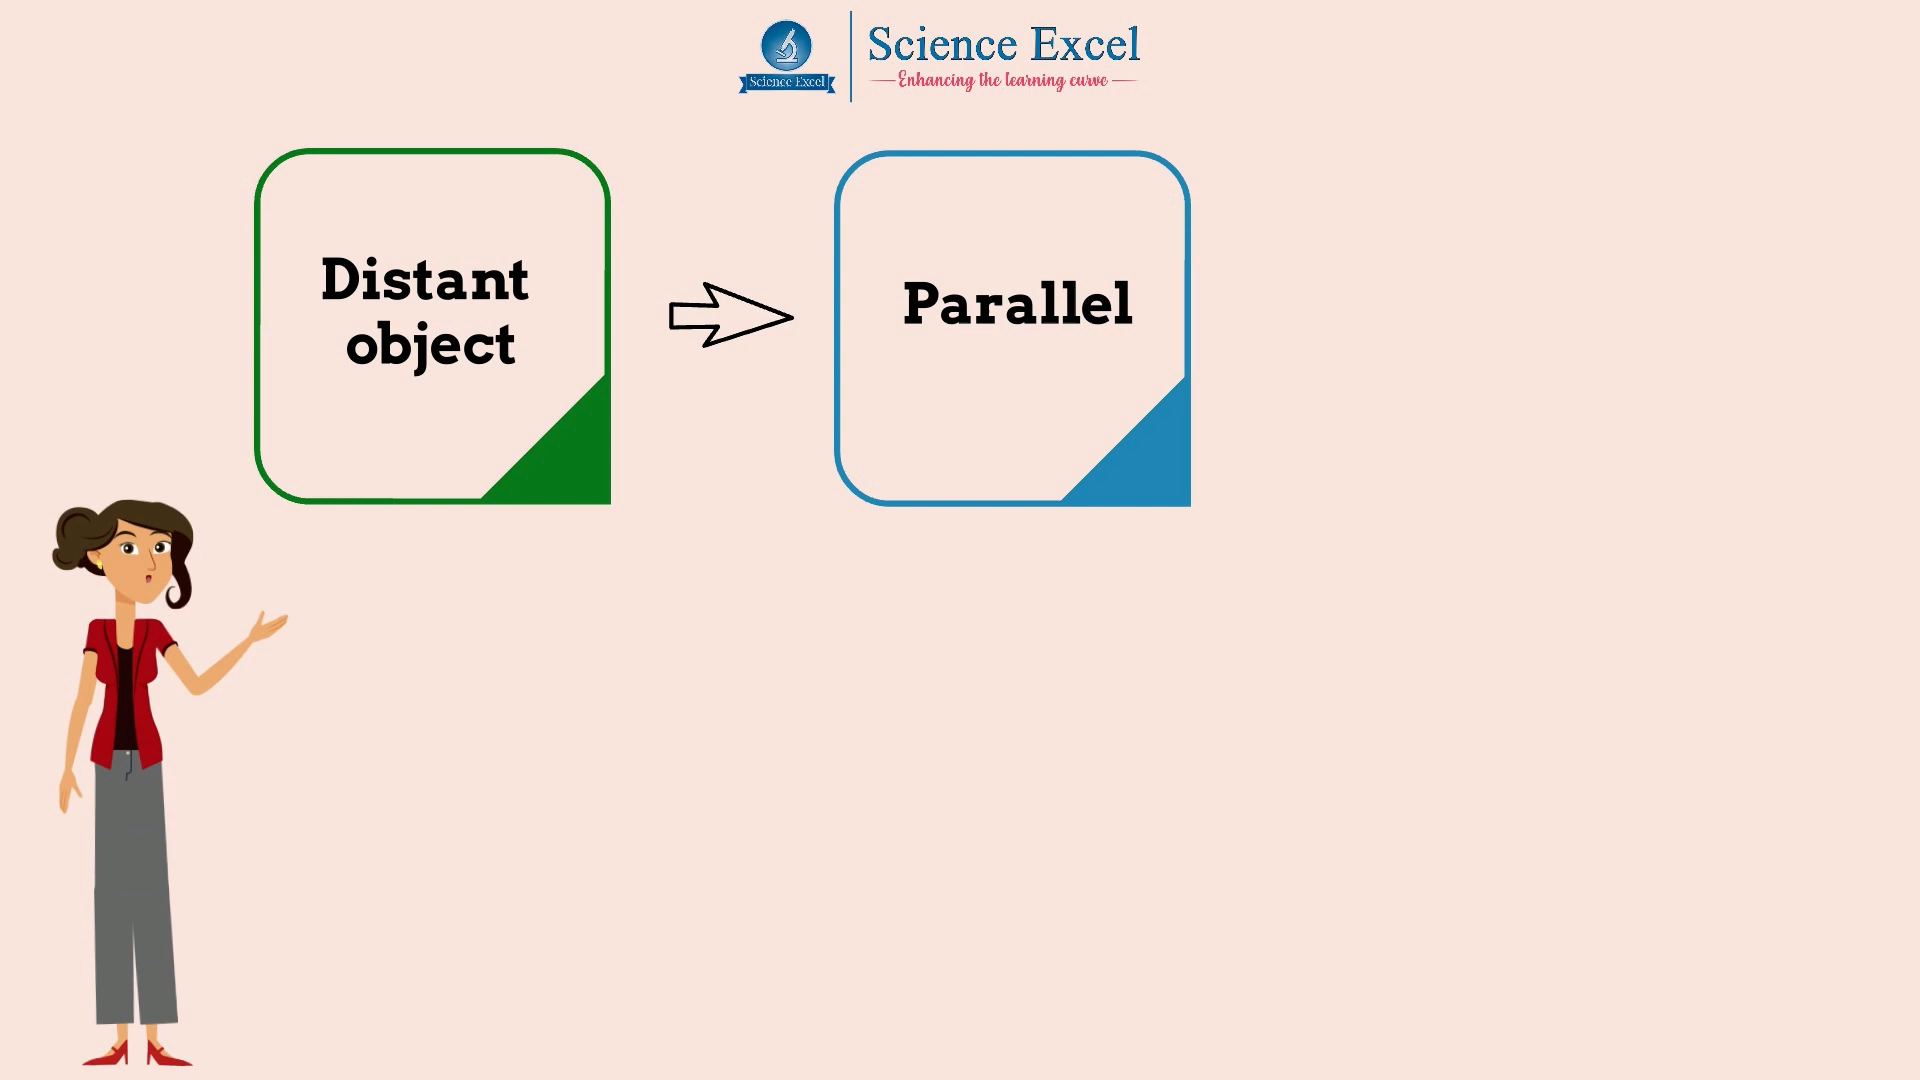 Science Excel
Science Excel
Enhancing the learning curve
Distant
object
Parallel